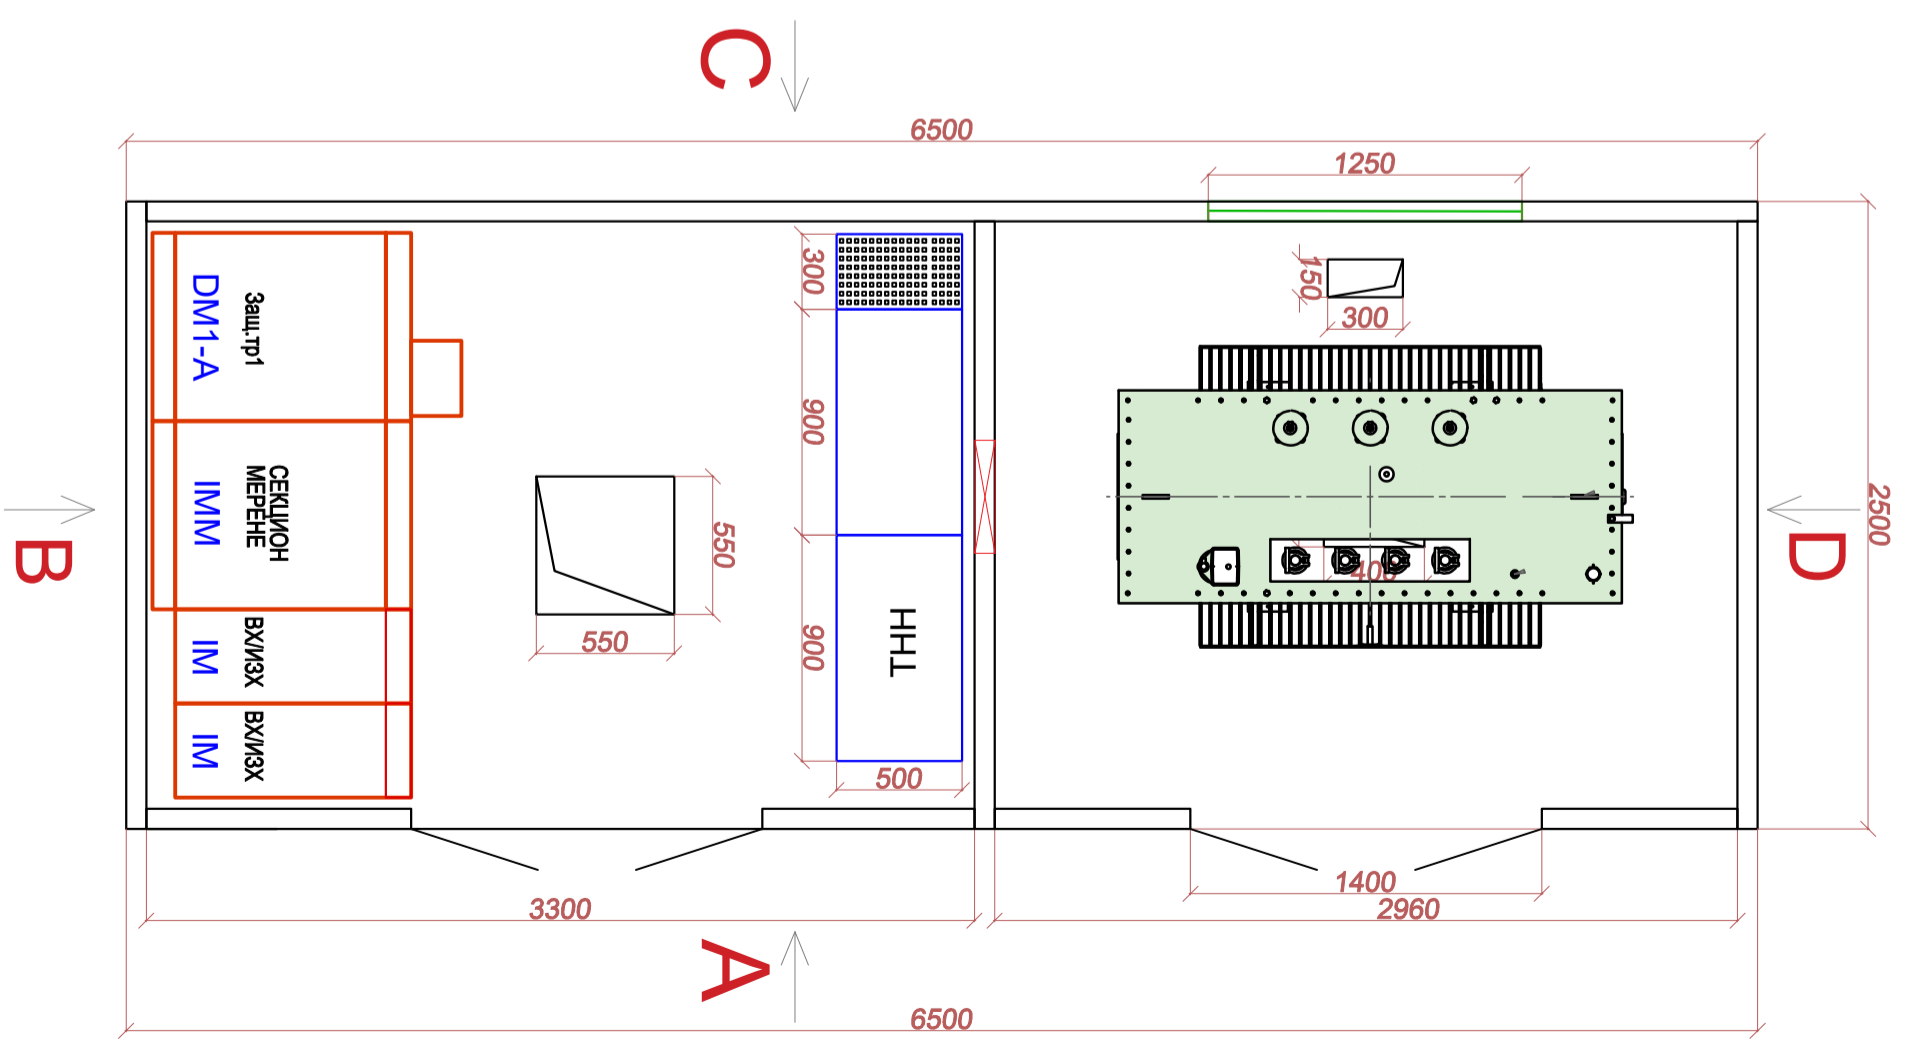 C
6500
1250
300
900
900
500
150
300
400
2500
DM1-A
Защ.тр1
IMM
СЕКЦИОН
МЕРЕНЕ
IM
ВХ/ИЗХ
IM
ВХ/ИЗХ
550
550
ТНН
B
D
1400
3300
2960
A
6500